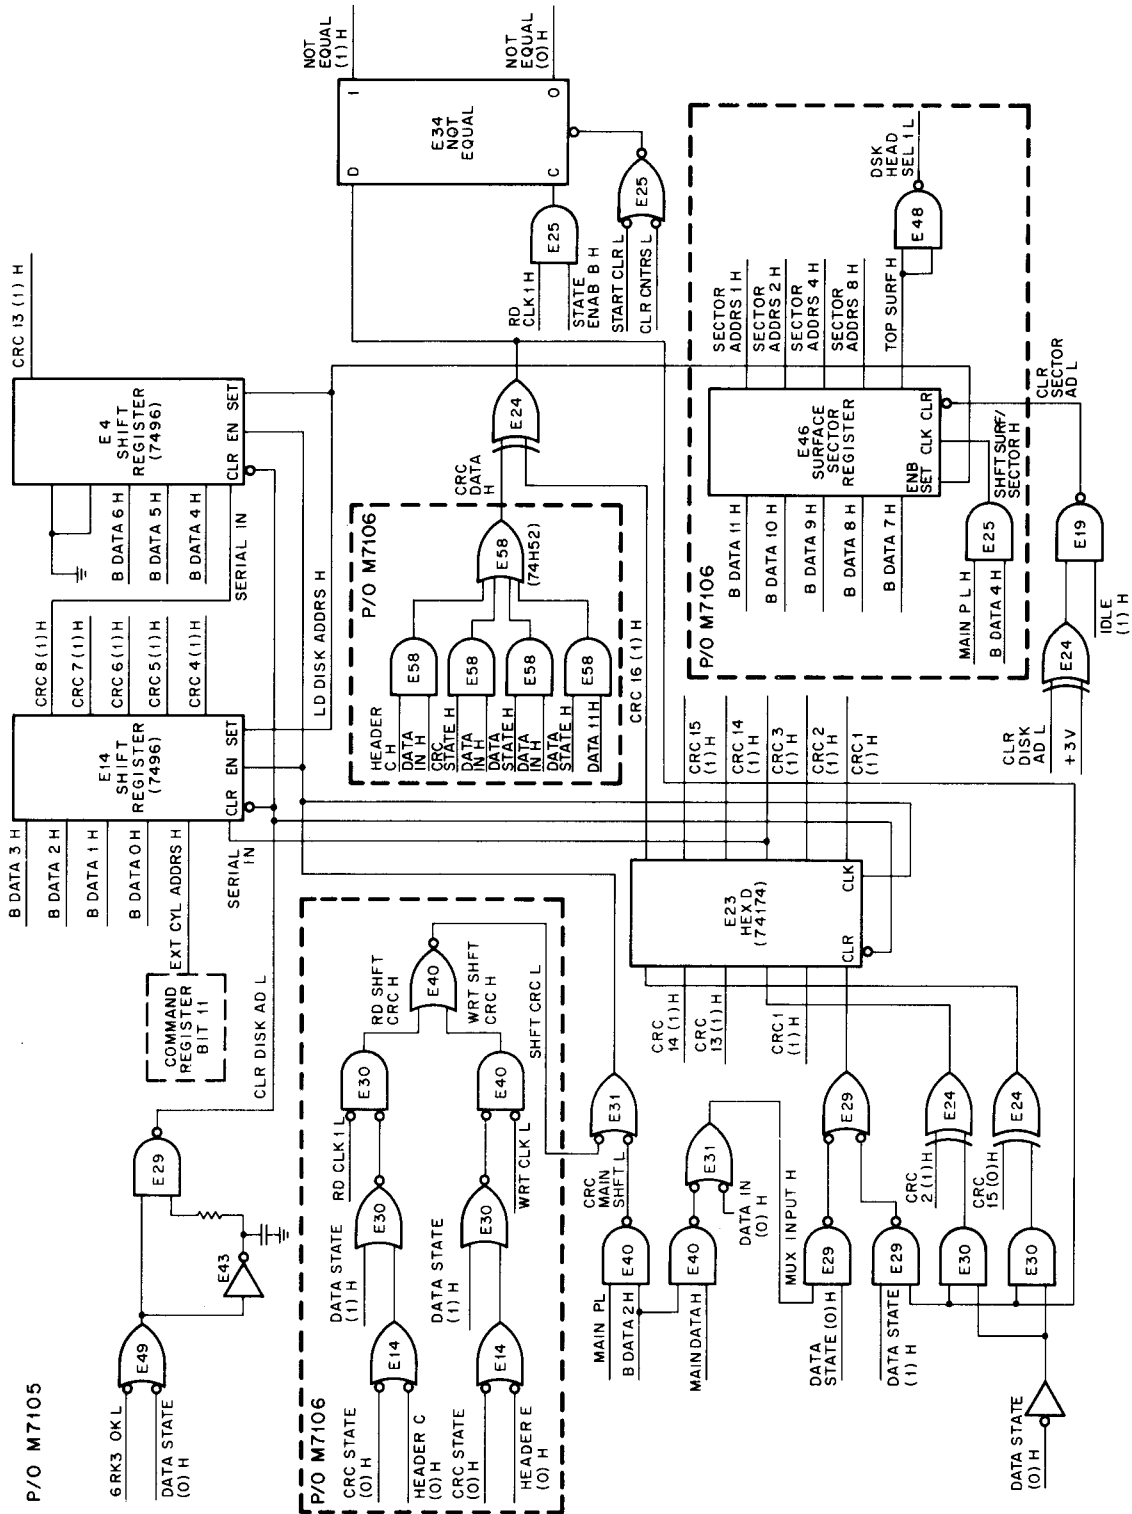 P/O M7105
6RK3 OK L
DATA STATE
(0) H
E49
E43
E29
CLR DISK AD L
COMMAND
REGISTER
BIT 11
EXT CYL ADDRS H
B DATA 3 H
B DATA 2 H
B DATA 1 H
B DATA 0 H
SERIAL
IN
E14
SHIFT
REGISTER
(7496)
CLR
EN
SET
CRC 8 (1) H
CRC 7 (1) H
CRC 6 (1) H
CRC 5 (1) H
CRC 4 (1) H
LD DISK ADDRS H
B DATA 6 H
B DATA 5 H
B DATA 4 H
SERIAL IN
E4
SHIFT
REGISTER
(7496)
CLR
EN
SET
CRC 13 (1) H
P/O M7106
CRC STATE
(0) H
HEADER C
(0) H
CRC STATE
(0) H
HEADER E
(0) H
E14
E14
DATA STATE
(1) H
DATA STATE
(1) H
E30
E30
RD CLK 1 L
WRT CLK L
E30
E40
RD SHFT
CRC H
WRT SHFT
CRC H
E40
SHFT CRC L
P/O M7106
HEADER
C H
DATA
IN H
CRC
STATE H
DATA
IN H
DATA
STATE H
DATA
IN H
DATA
STATE H
DATA 11 H
E58
E58
E58
E58
E58
(74H52)
CRC
DATA
H
E24
CRC 16 (1) H
RD
CLK 1 H
STATE
ENAB B H
E25
START CLR L
CLR CNTRS L
E25
D
C
E34
NOT
EQUAL
1
0
NOT
EQUAL
(1) H
NOT
EQUAL
(0) H
MAIN PL
B DATA 2 H
MAIN DATA H
E40
E40
CRC
MAIN
SHFT L
E31
E31
DATA IN
(0) H
MUX INPUT H
DATA
STATE (0) H
DATA STATE
(1) H
E29
E29
E29
E30
E30
DATA STATE
(0) H
CRC
2 (1) H
CRC
15 (0) H
E24
E24
CRC
14 (1) H
CRC
13 (1) H
CRC 1
(1) H
E23
HEX D
(74174)
CLR
CLK
CRC 15
(1) H
CRC 14
(1) H
CRC 3
(1) H
CRC 2
(1) H
CRC 1
(1) H
P/O M7106
B DATA 11 H
B DATA 10 H
B DATA 9 H
B DATA 8 H
B DATA 7 H
E46
SURFACE
SECTOR
REGISTER
ENB
SET
CLK
CLR
SECTOR
ADDRS 1 H
SECTOR
ADDRS 2 H
SECTOR
ADDRS 4 H
SECTOR
ADDRS 8 H
TOP SURF H
E48
DSK
HEAD
SEL 1 L
MAIN P L H
B DATA 4 H
E25
SHFT SURF/
SECTOR H
CLR
DISK
AD L
+3V
E24
IDLE
(1) H
E19
CLR
SECTOR
AD L